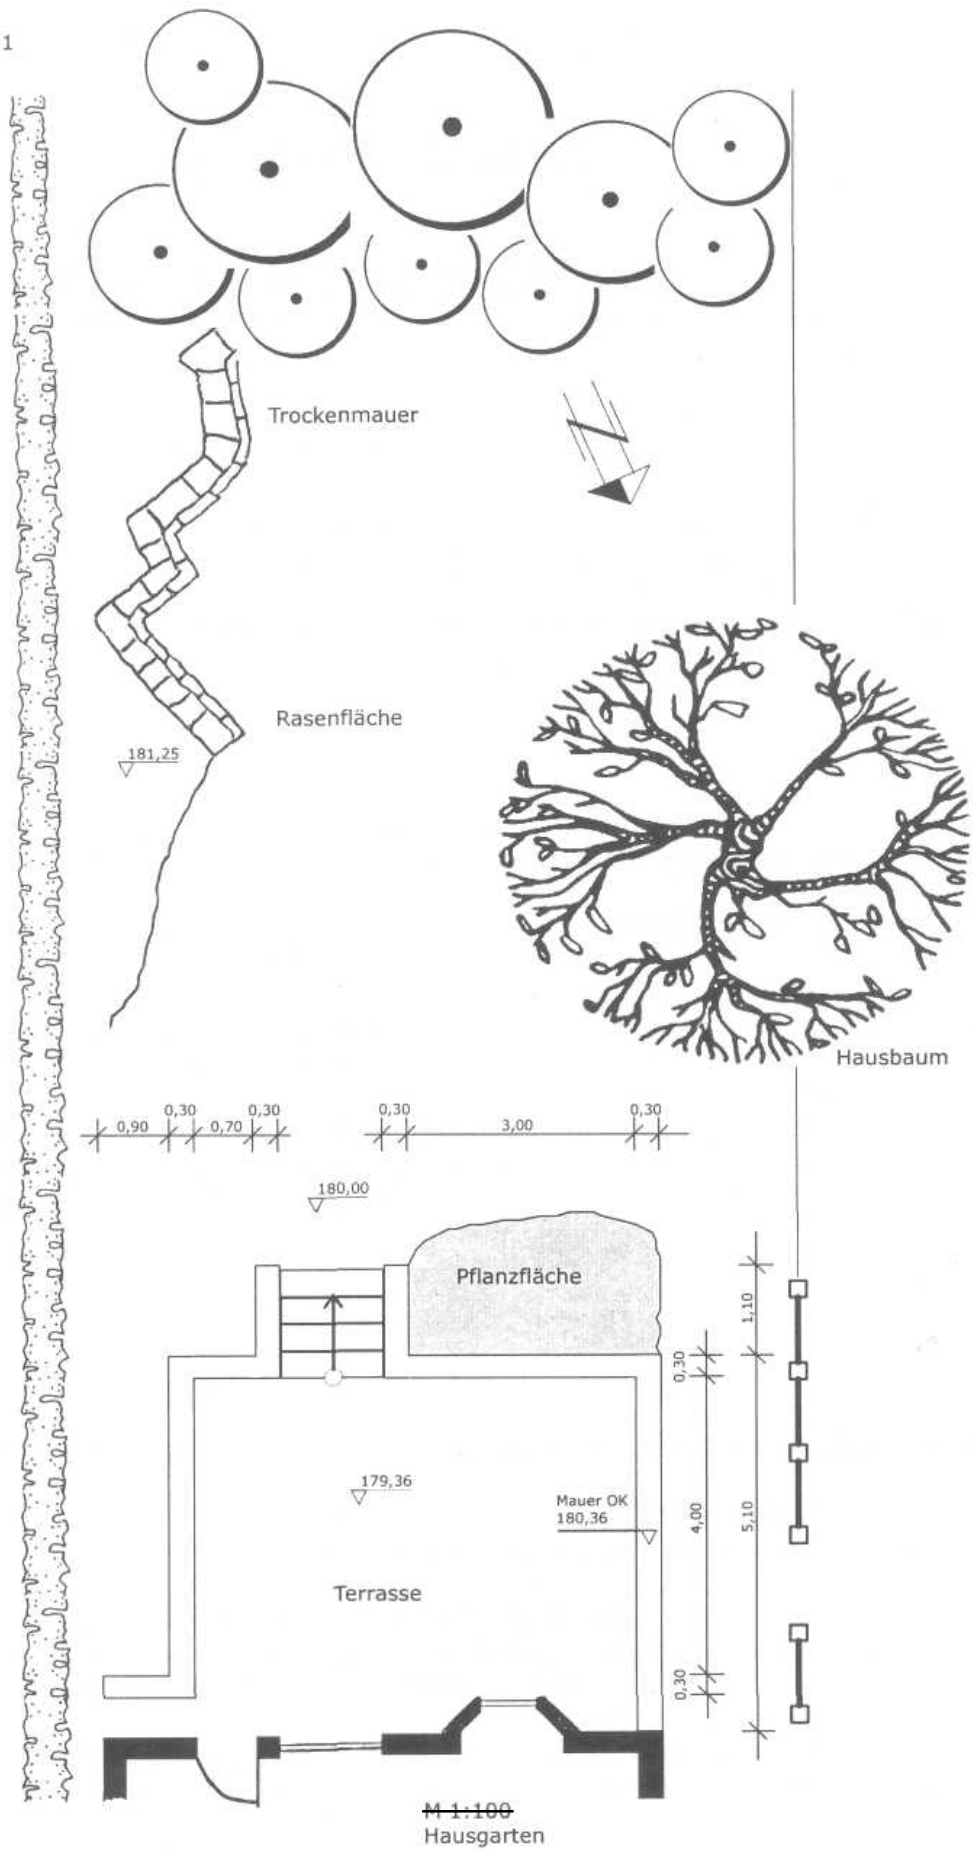 1
Trockenmauer
Rasenfläche
181,25
Hausbaum
0,30 0,30 0,30 0,30
0,90 0,70 3,00
180,00
Pflanzfläche
1,10
0,30
179,36
Mauer OK
180,36
4,00
5,10
Terrasse
0,30
M 1:100
Hausgarten